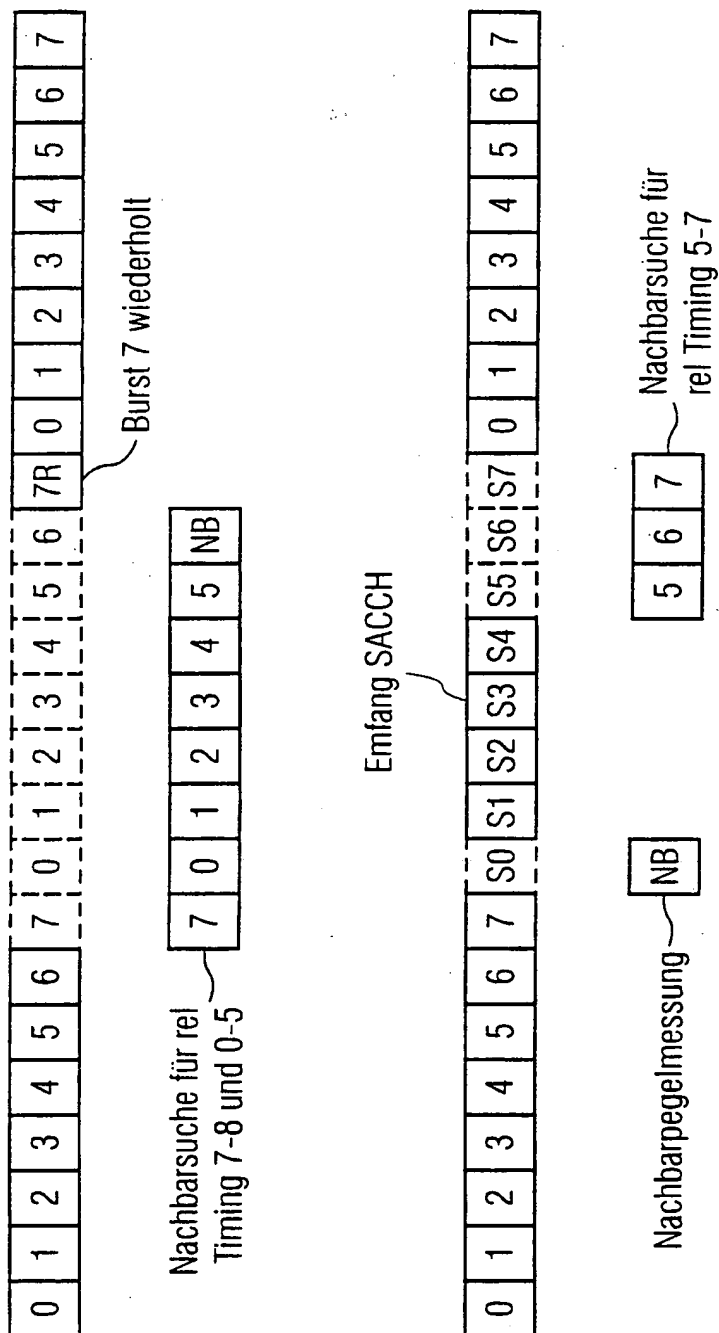 0 1 2 3 4 5 6 7 0 1 2 3 4 5 6 7R 0 1 2 3 4 5 6 7
Burst 7 wiederholt
7 0 1 2 3 4 5 NB
Nachbarsuche für rel
Timing 7-8 und 0-5
Emfang SACCH
0 1 2 3 4 5 6 7 S0 S1 S2 S3 S4 S5 S6 S7 0 1 2 3 4 5 6 7
NB
Nachbarpegelmessung
5 6 7
Nachbarsuche für
rel Timing 5-7